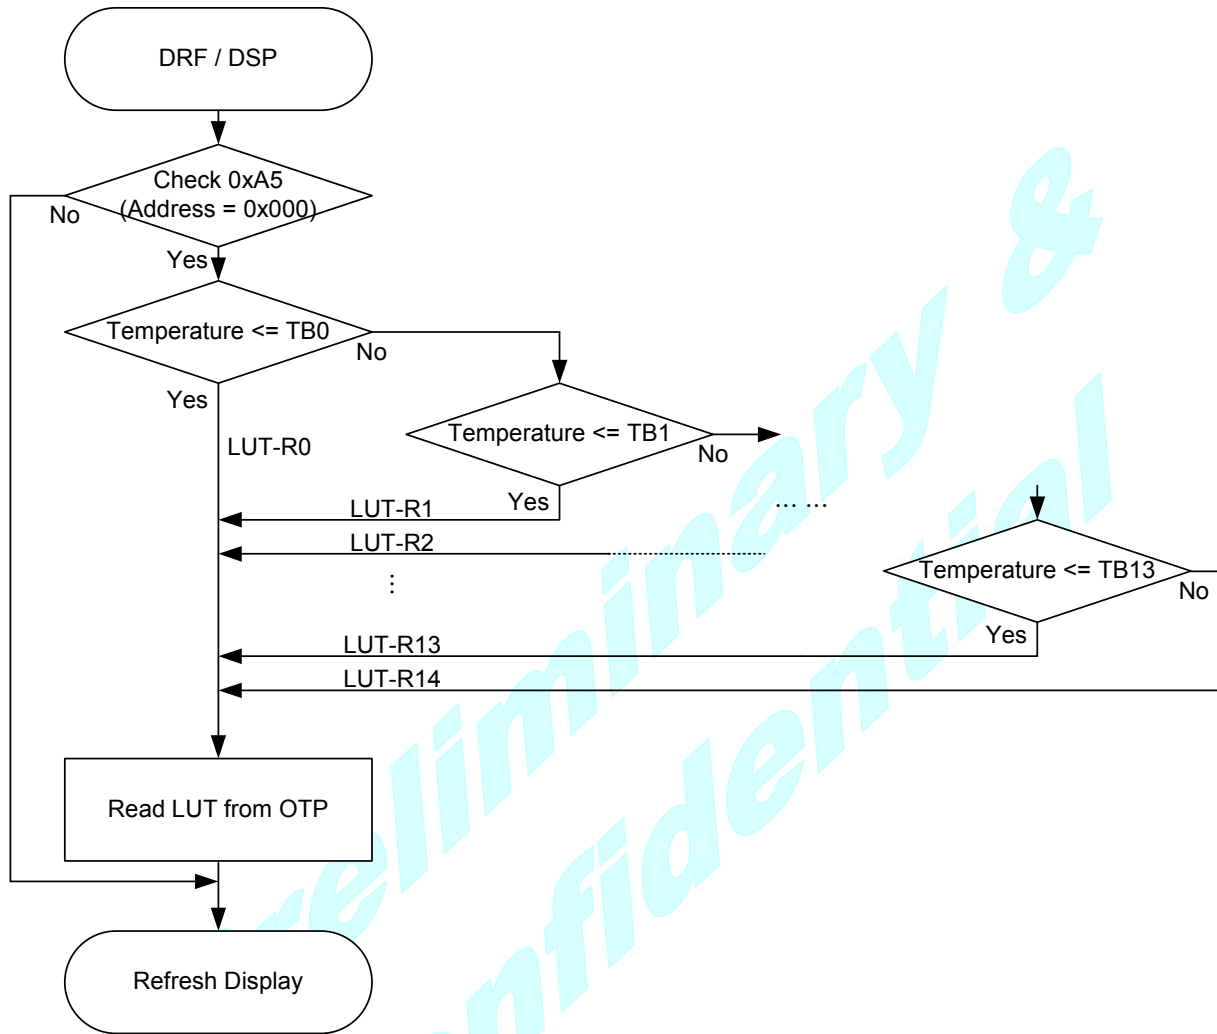 DRF / DSP
Check 0xA5
(Address = 0x000)
No
Yes
Temperature <= TB0
No
Yes
Temperature <= TB1
No
LUT-R0
Yes
LUT-R1
... ...
LUT-R2
...
Temperature <= TB13
No
Yes
LUT-R13
LUT-R14
Read LUT from OTP
Refresh Display
Preliminary &
Confidential